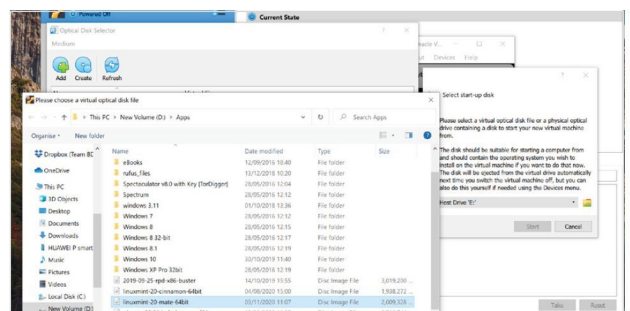 Powered Off
Current State
Optical Disk Selector
Medium
Devices Help
Add Create Refresh
Please choose a virtual optical disk file
Select start-up disk
This PC > New Volume (D:) > Apps
Search Apps
Please select a virtual optical disk file or a physical optical
drive containing a disk to start your new virtual machine
from.
Organise New folder
The disk should be suitable for starting a computer from
and should contain the operating system you wish to
install on the virtual machine if you want to do that now.
The disk will be ejected from the virtual drive automatically
next time you switch the virtual machine off, but you can
also do this yourself if needed using the Devices menu.
Host Drive 'E:'
Start Cancel
Name Date modified Type Size
Dropbox (Team BE
OneDrive
This PC
3D Objects
Desktop
Documents
Downloads
HUAWEI P smart
Music
Pictures
Videos
Local Disk (C:)
New Volume (D:)
eBooks 12/09/2016 10:40 File folder
rufus_files 13/12/2018 10:20 File folder
Spectaculator v8.0 with Key [TorDigger] 28/05/2016 12:04 File folder
Spectrum 28/05/2016 12:12 File folder
windows 3.11 01/10/2018 13:36 File folder
Windows 7 28/05/2016 12:12 File folder
Windows 8 28/05/2016 12:15 File folder
Windows 8 32-bit 28/05/2016 12:17 File folder
Windows 8.1 28/05/2016 12:19 File folder
Windows 10 30/10/2019 11:40 File folder
Windows XP Pro 32bit 28/05/2016 12:19 File folder
2019-09-25-rpd-x86-buster 14/10/2019 15:55 Disc Image File 3,019,200 ...
linuxmint-20-cinnamon-64bit 04/08/2020 15:00 Disc Image File 1,938,272 ...
linuxmint-20-mate-64bit 03/11/2020 11:07 Disc Image File 2,009,328 ...
Take Reset